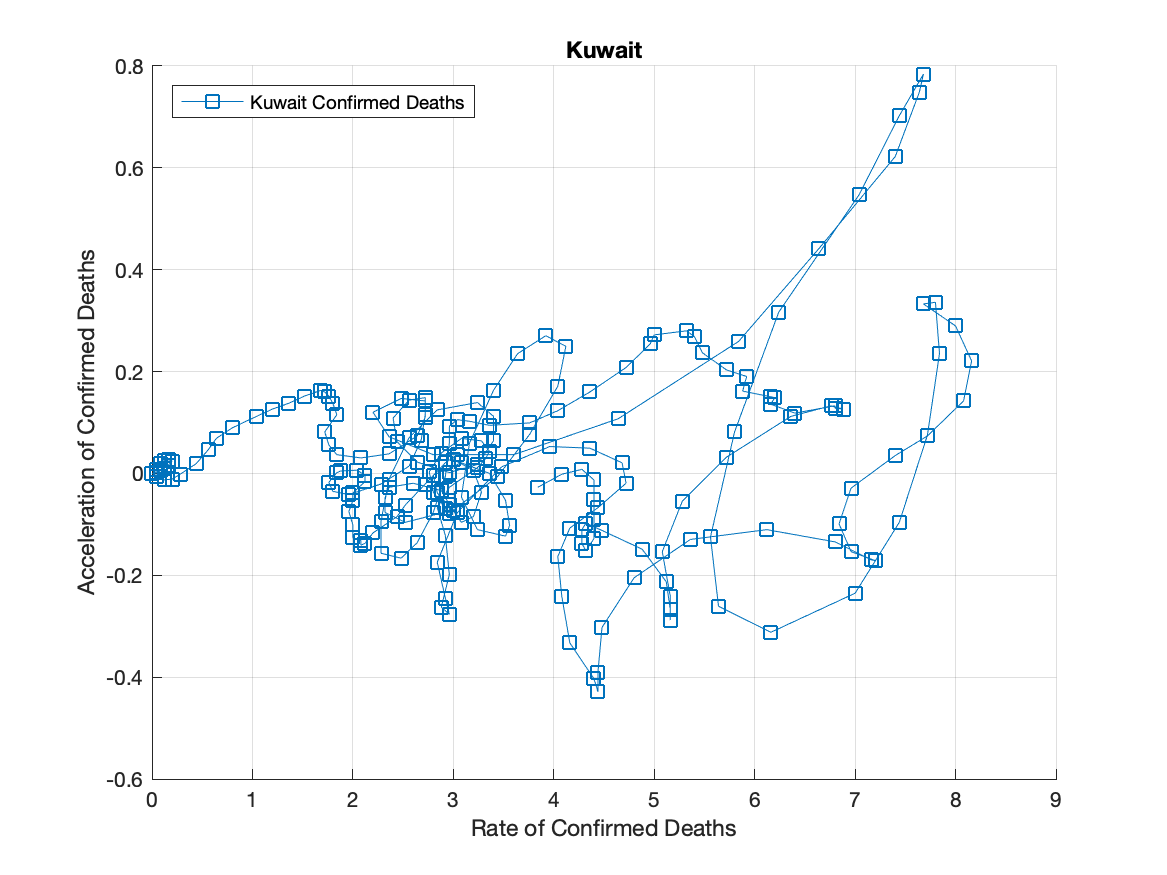 Kuwait
Kuwait Confirmed Deaths
Acceleration of Confirmed Deaths
0.8
0.6
0.4
0.2
0
-0.2
-0.4
-0.6
0 1 2 3 4 5 6 7 8 9
Rate of Confirmed Deaths